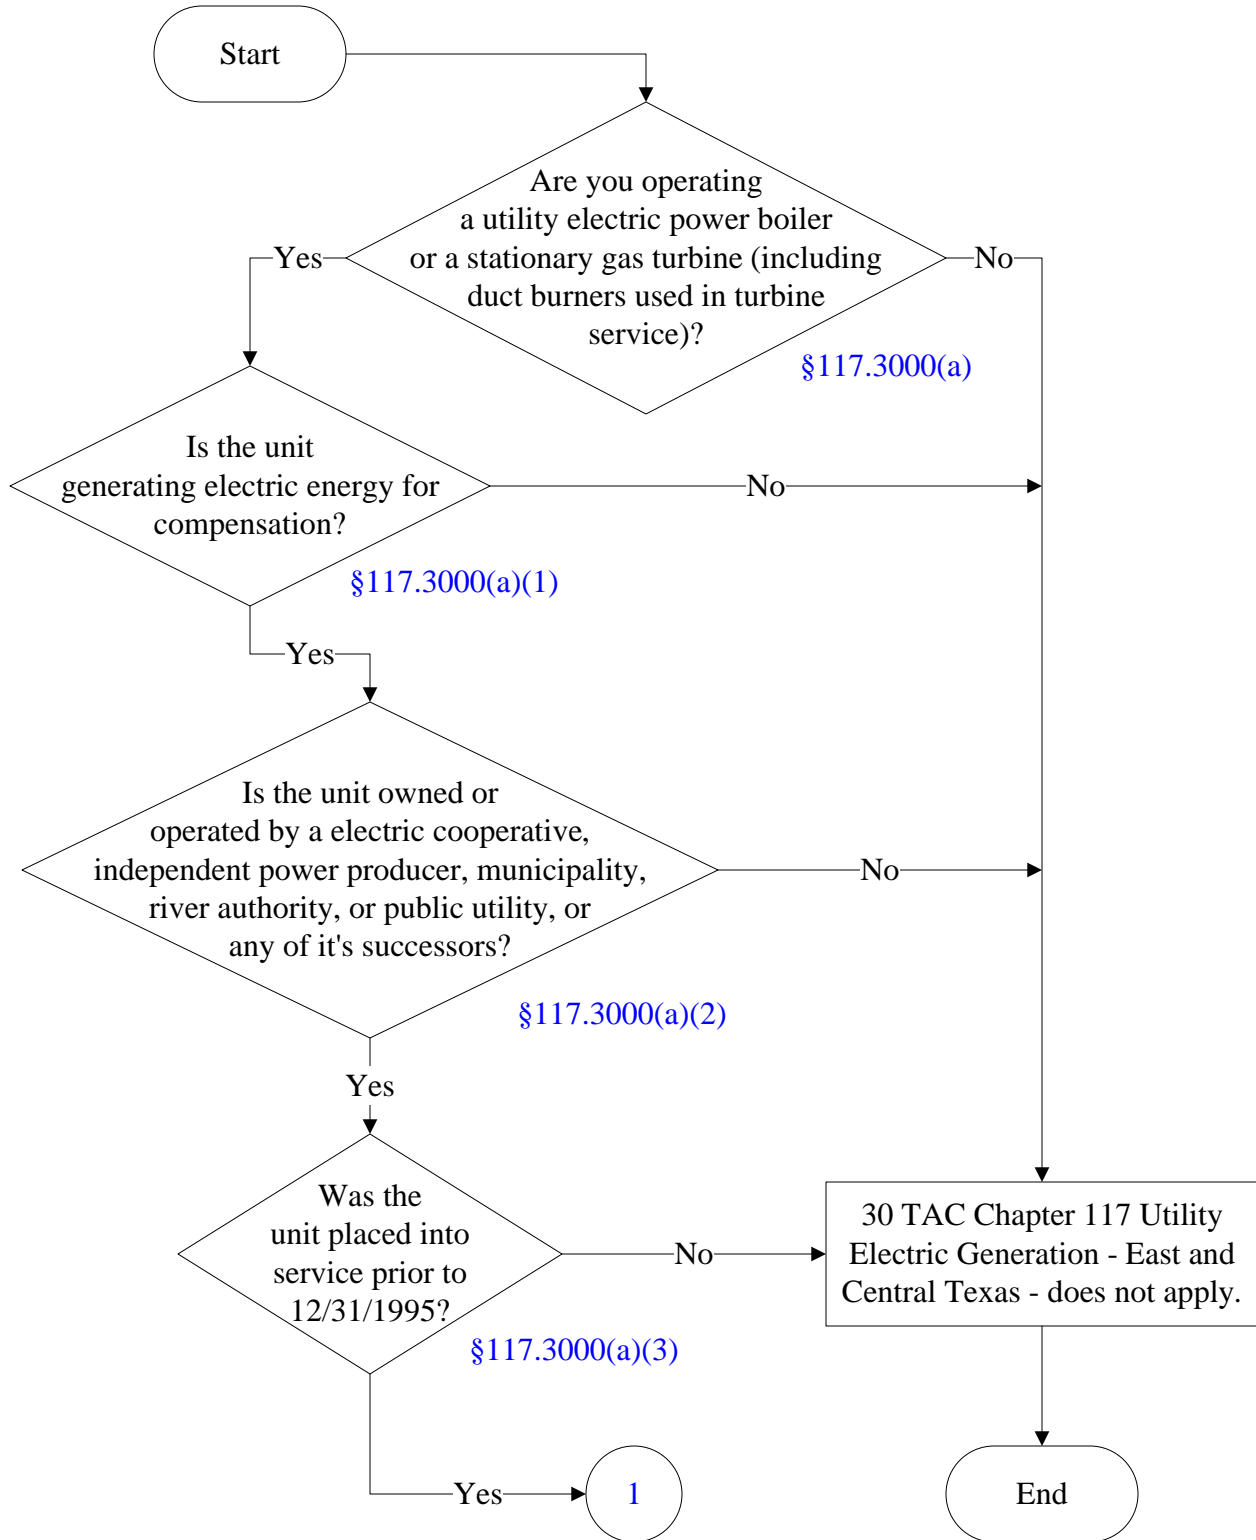 Start
Are you operating
a utility electric power boiler
or a stationary gas turbine (including
duct burners used in turbine
service)?
Yes
No
§117.3000(a)
Is the unit
generating electric energy for
compensation?
No
§117.3000(a)(1)
Yes
Is the unit owned or
operated by a electric cooperative,
independent power producer, municipality,
river authority, or public utility, or
any of it's successors?
No
§117.3000(a)(2)
Yes
Was the
unit placed into
service prior to
12/31/1995?
No
§117.3000(a)(3)
30 TAC Chapter 117 Utility
Electric Generation - East and
Central Texas - does not apply.
Yes
1
End